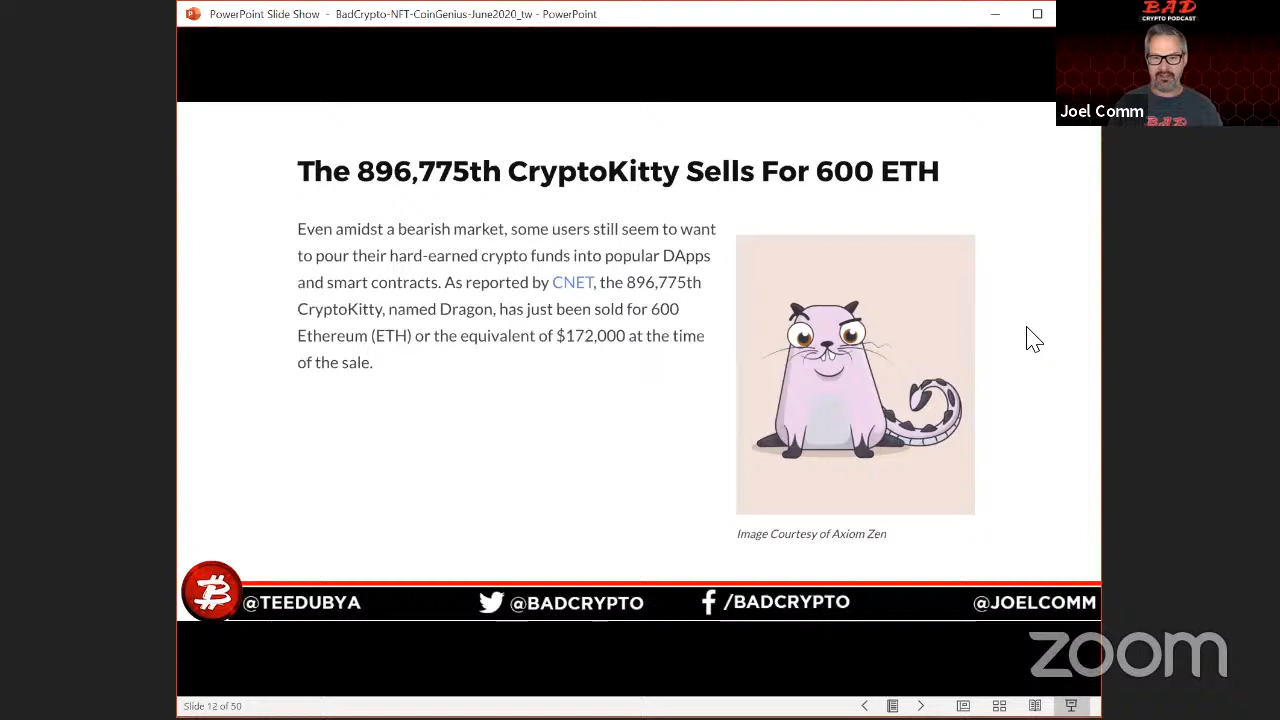 PowerPoint Slide Show - BadCrypto-NFT-CoinGenius-June2020_tw - PowerPoint
BAD
CRYPTO PODCAST
BAD
Joel Comm
The 896,775th CryptoKitty Sells For 600 ETH
Even amidst a bearish market, some users still seem to want
to pour their hard-earned crypto funds into popular DApps
and smart contracts. As reported by CNET, the 896,775th
CryptoKitty, named Dragon, has just been sold for 600
Ethereum (ETH) or the equivalent of $172,000 at the time
of the sale.
Image Courtesy of Axiom Zen
@TEEDUBYA
@BADCRYPTO
/BADCRYPTO
@JOELCOMM
zoom
Slide 12 of 50